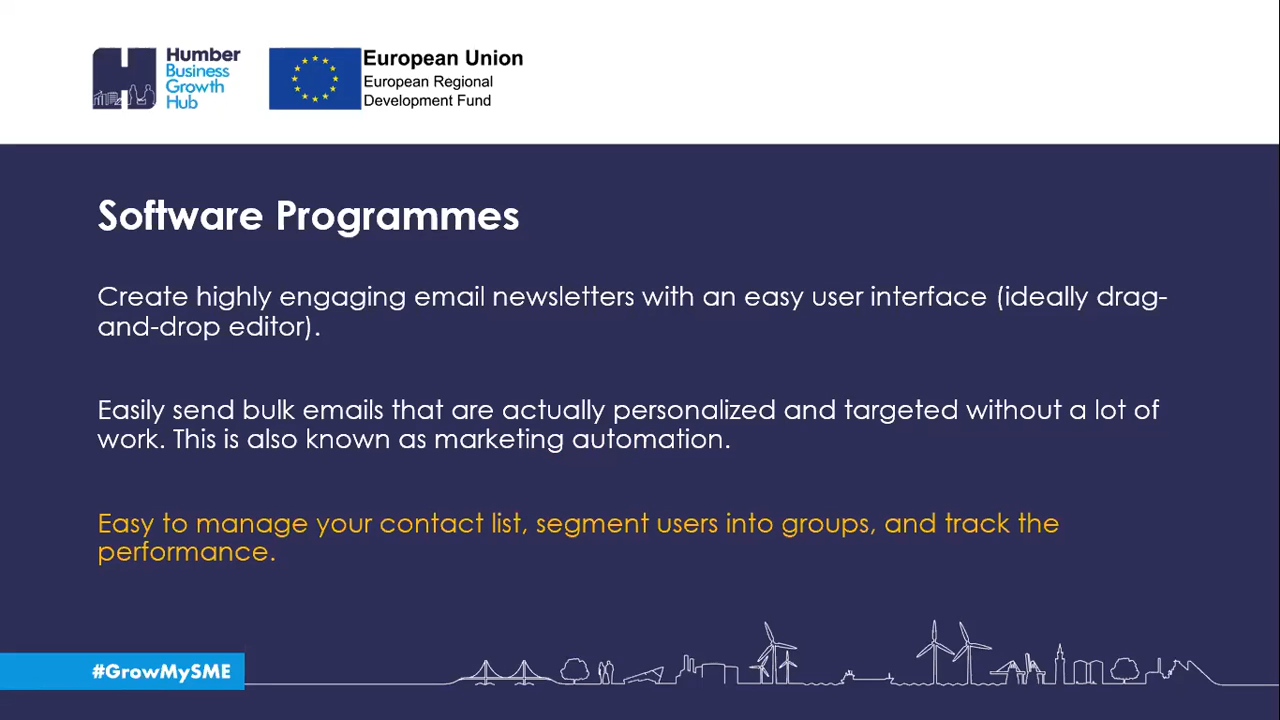 Humber
Business
Growth
Hub
European Union
European Regional
Development Fund
Software Programmes
Create highly engaging email newsletters with an easy user interface (ideally drag-
and-drop editor).
Easily send bulk emails that are actually personalized and targeted without a lot of
work. This is also known as marketing automation.
Easy to manage your contact list, segment users into groups, and track the
performance.
#GrowMySME